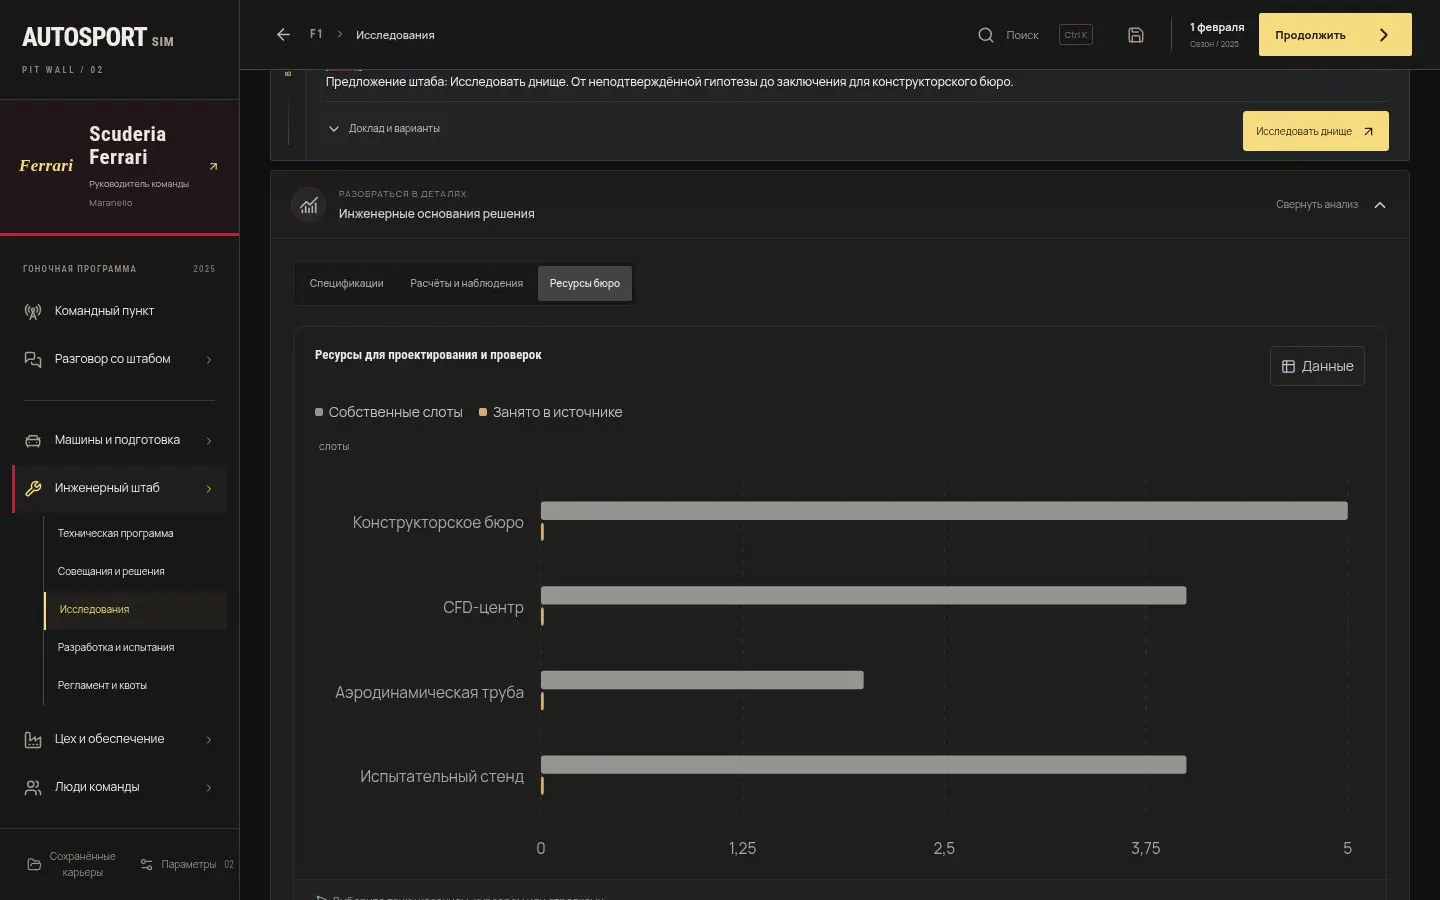 AUTOSPORT SIM
PIT WALL / 02
Ferrari
Scuderia
Ferrari
Руководитель команды
Maranello
ГОНОЧНАЯ ПРОГРАММА 2025
Командный пункт
Разговор со штабом
Машины и подготовка
Инженерный штаб
Техническая программа
Совещания и решения
Исследования
Разработка и испытания
Регламент и квоты
Цех и обеспечение
Люди команды
Сохранённые
карьеры
Параметры 02
F1 > Исследования
Поиск Ctrl K
1 февраля
Сезон / 2025
Продолжить
Предложение штаба: Исследовать днище. От неподтверждённой гипотезы до заключения для конструкторского бюро.
Доклад и варианты
Исследовать днище
РАЗОБРАТЬСЯ В ДЕТАЛЯХ
Инженерные основания решения
Свернуть анализ
Спецификации Расчёты и наблюдения Ресурсы бюро
Ресурсы для проектирования и проверок
Данные
Собственные слоты Занято в источнике
слоты
Конструкторское бюро
CFD-центр
Аэродинамическая труба
Испытательный стенд
0 1,25 2,5 3,75 5